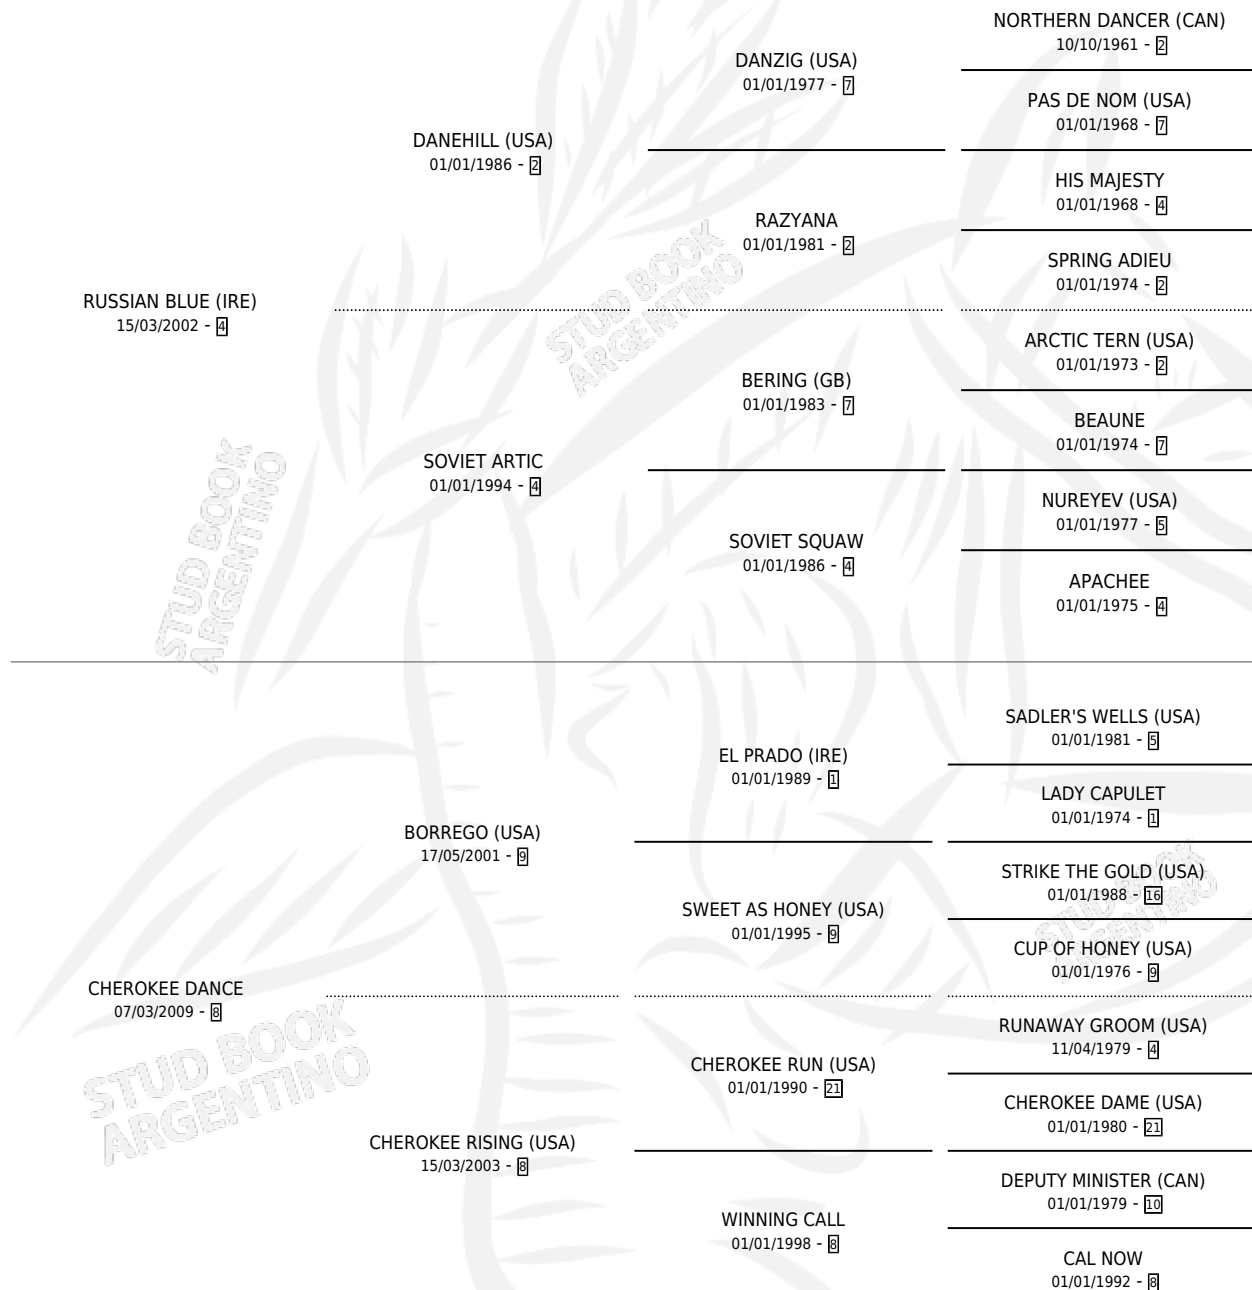 NORTHERN DANCER (CAN)
10/10/1961 - 2
DANZIG (USA)
01/01/1977 - 7
PAS DE NOM (USA)
01/01/1968 - 7
DANEHILL (USA)
01/01/1986 - 2
HIS MAJESTY
01/01/1968 - 4
RAZYANA
01/01/1981 - 2
SPRING ADIEU
01/01/1974 - 2
RUSSIAN BLUE (IRE)
15/03/2002 - 4
ARCTIC TERN (USA)
01/01/1973 - 2
BERING (GB)
01/01/1983 - 7
BEAUNE
01/01/1974 - 7
SOVIET ARTIC
01/01/1994 - 4
NUREYEV (USA)
01/01/1977 - 5
SOVIET SQUAW
01/01/1986 - 4
APACHEE
01/01/1975 - 4
SADLER'S WELLS (USA)
01/01/1981 - 5
EL PRADO (IRE)
01/01/1989 - 1
LADY CAPULET
01/01/1974 - 1
BORREGO (USA)
17/05/2001 - 9
STRIKE THE GOLD (USA)
01/01/1988 - 16
SWEET AS HONEY (USA)
01/01/1995 - 9
CUP OF HONEY (USA)
01/01/1976 - 9
CHEROKEE DANCE
07/03/2009 - 8
RUNAWAY GROOM (USA)
11/04/1979 - 4
CHEROKEE RUN (USA)
01/01/1990 - 21
CHEROKEE DAME (USA)
01/01/1980 - 21
CHEROKEE RISING (USA)
15/03/2003 - 8
DEPUTY MINISTER (CAN)
01/01/1979 - 10
WINNING CALL
01/01/1998 - 8
CAL NOW
01/01/1992 - 8
STUD BOOK
ARGENTINO
STUD BOOK
ARGENTINO
STUD BOOK
ARGENTINO
STUD BOOK
ARGENTINO